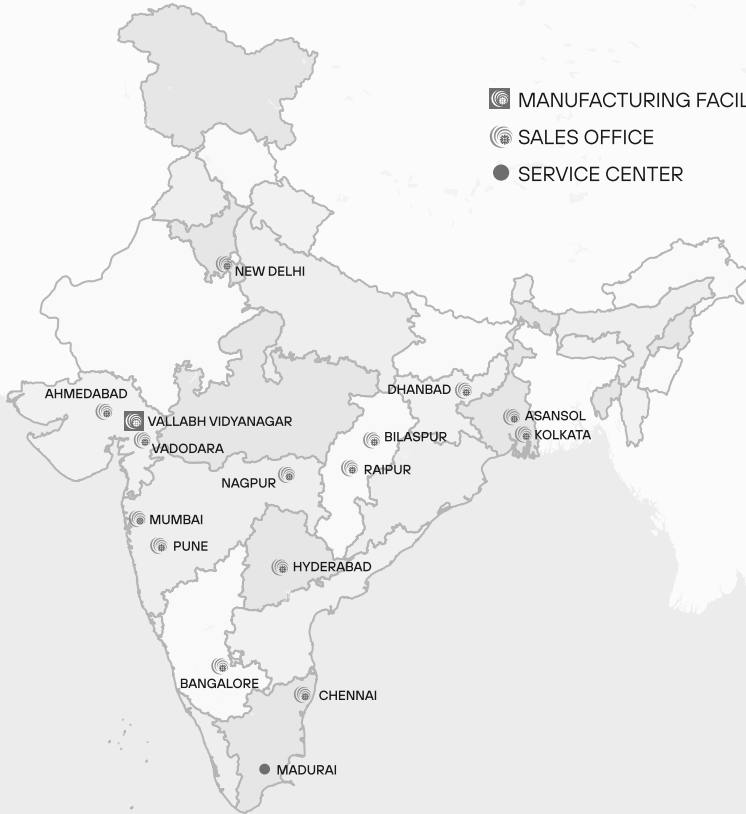 MANUFACTURING FACIL
SALES OFFICE
SERVICE CENTER
NEW DELHI
DHANBAD
AHMEDABAD
ASANSOL
VALLABH VIDYANAGAR
KOLKATA
BILASPUR
VADODARA
RAIPUR
NAGPUR
MUMBAI
PUNE
HYDERABAD
BANGALORE
CHENNAI
MADURAI